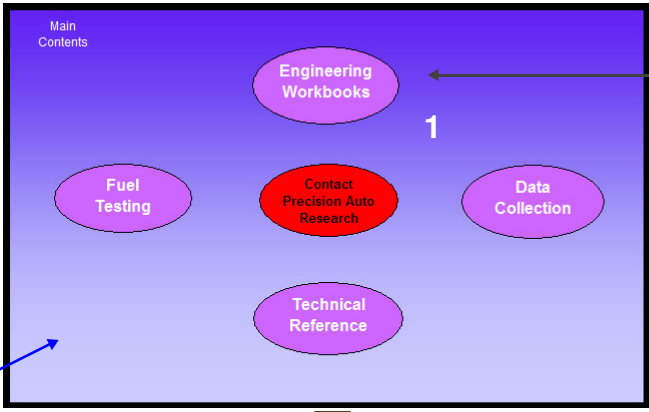 Main
Contents
Engineering
Workbooks
1
Fuel
Testing
Contact
Precision Auto
Research
Data
Collection
Technical
Reference